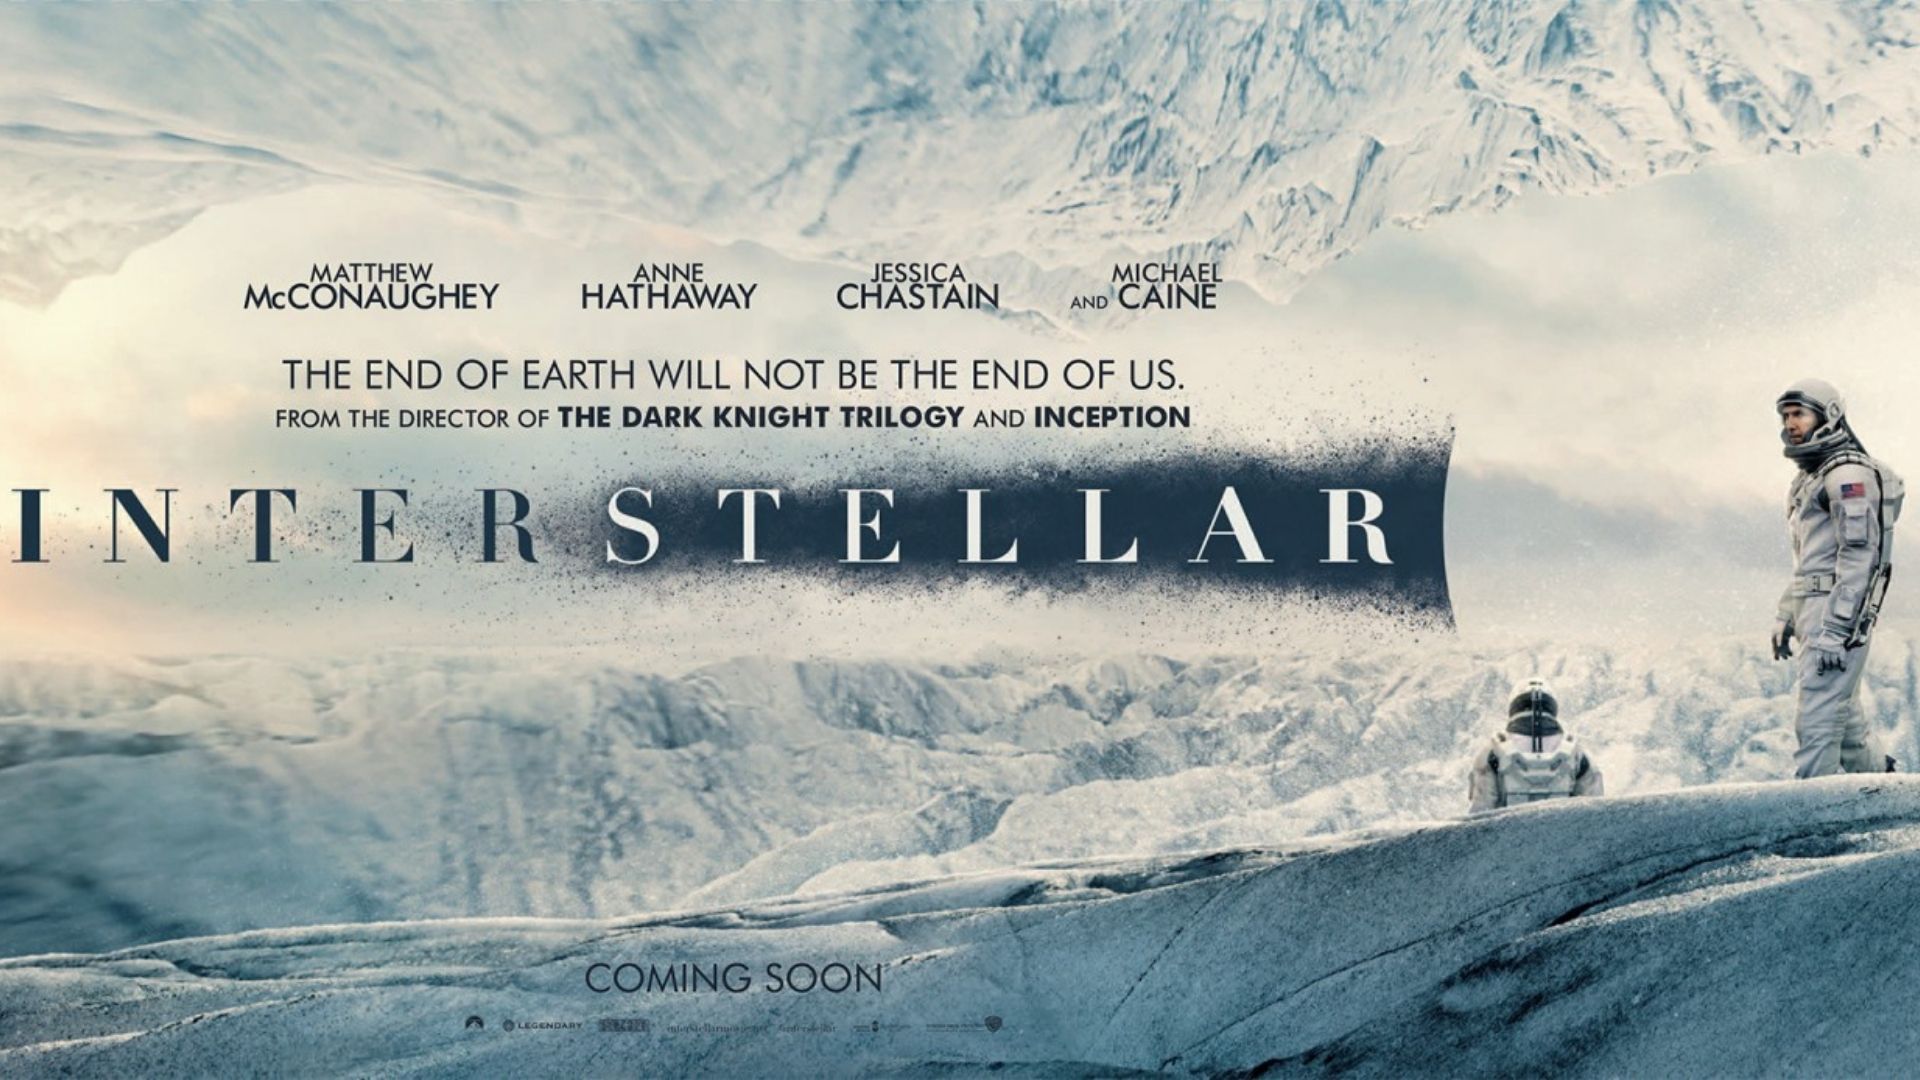 MATTHEW McCONAUGHEY
ANNE HATHAWAY
JESSICA CHASTAIN
AND MICHAEL CAINE
THE END OF EARTH WILL NOT BE THE END OF US.
FROM THE DIRECTOR OF THE DARK KNIGHT TRILOGY AND INCEPTION
INTERSTELLAR
COMING SOON
LEGENDARY